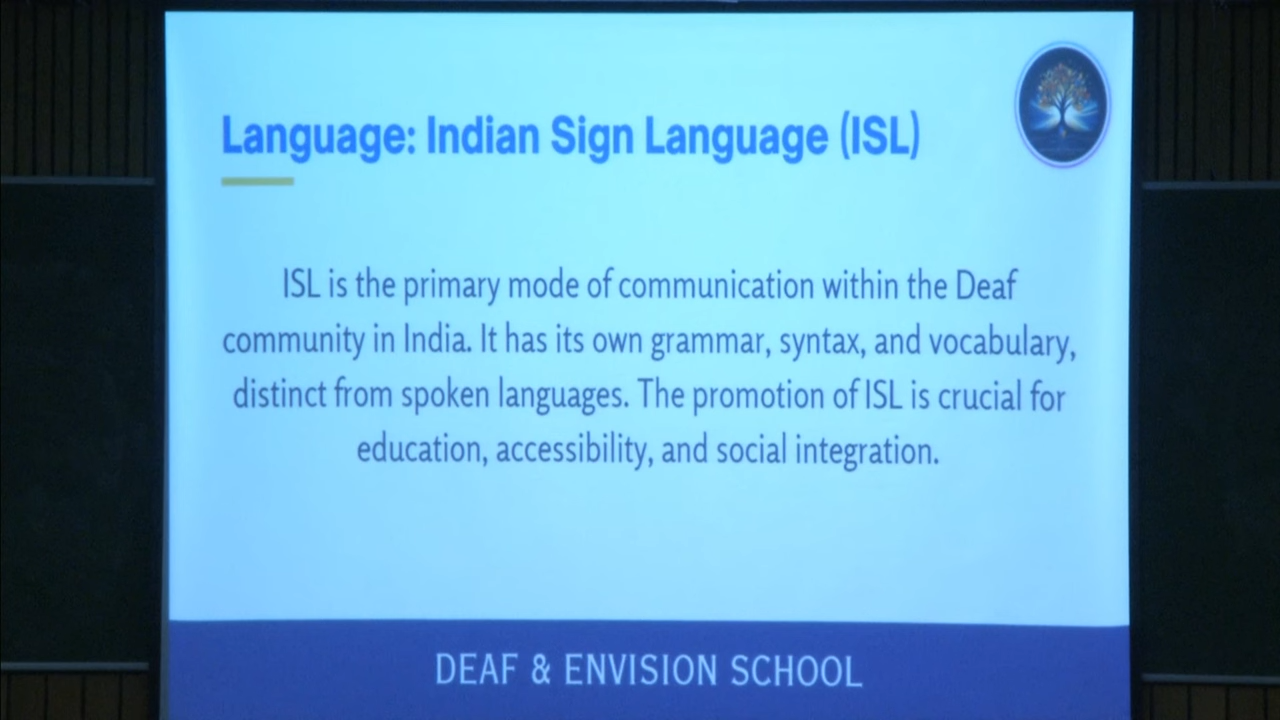 Language: Indian Sign Language (ISL)
ISL is the primary mode of communication within the Deaf
community in India. It has its own grammar, syntax, and vocabulary,
distinct from spoken languages. The promotion of ISL is crucial for
education, accessibility, and social integration.
DEAF & ENVISION SCHOOL